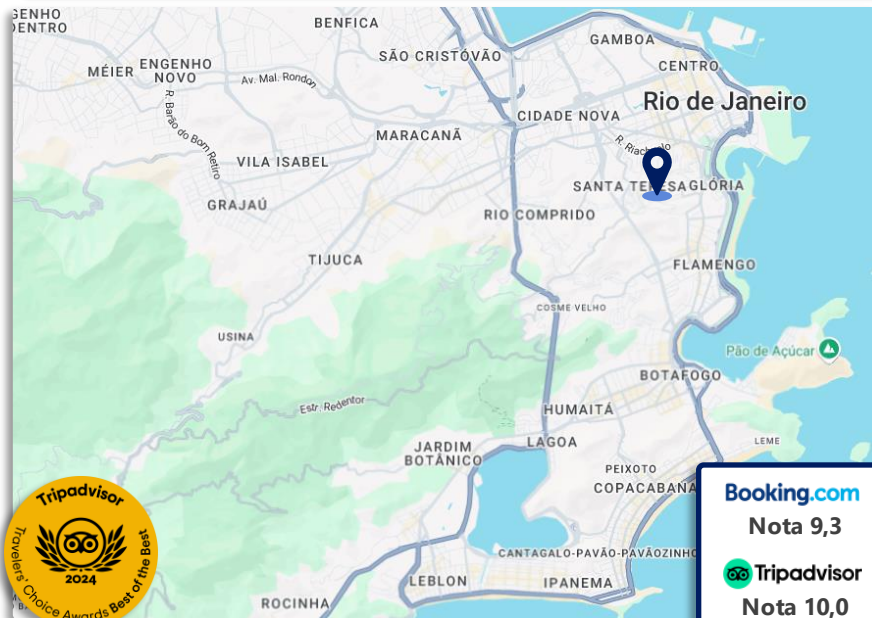 ENGENHO
DENTRO
BENFICA
GAMBOA
SÃO CRISTÓVÃO
ENGENHO
NOVO
MÉIER
CENTRO
Av. Mal. Rondon
Rio de Janeiro
R. Barão do Bom Retiro
CIDADE NOVA
MARACANÃ
R. Riachuelo
VILA ISABEL
SANTA TERESA
GLÓRIA
GRAJAÚ
RIO COMPRIDO
TIJUCA
FLAMENGO
COSME VELHO
USINA
Pão de Açúcar
BOTAFOGO
Estr. Redentor
HUMAITÁ
JARDIM
BOTÂNICO
LAGOA
LEME
PEIXOTO
COPACABANA
CANTAGALO-PAVÃO-PAVÃOZINHO
LEBLON
IPANEMA
ROCINHA
Tripadvisor
2024
Travelers' Choice Awards Best of the Best
Booking.com
Nota 9,3
Tripadvisor
Nota 10,0